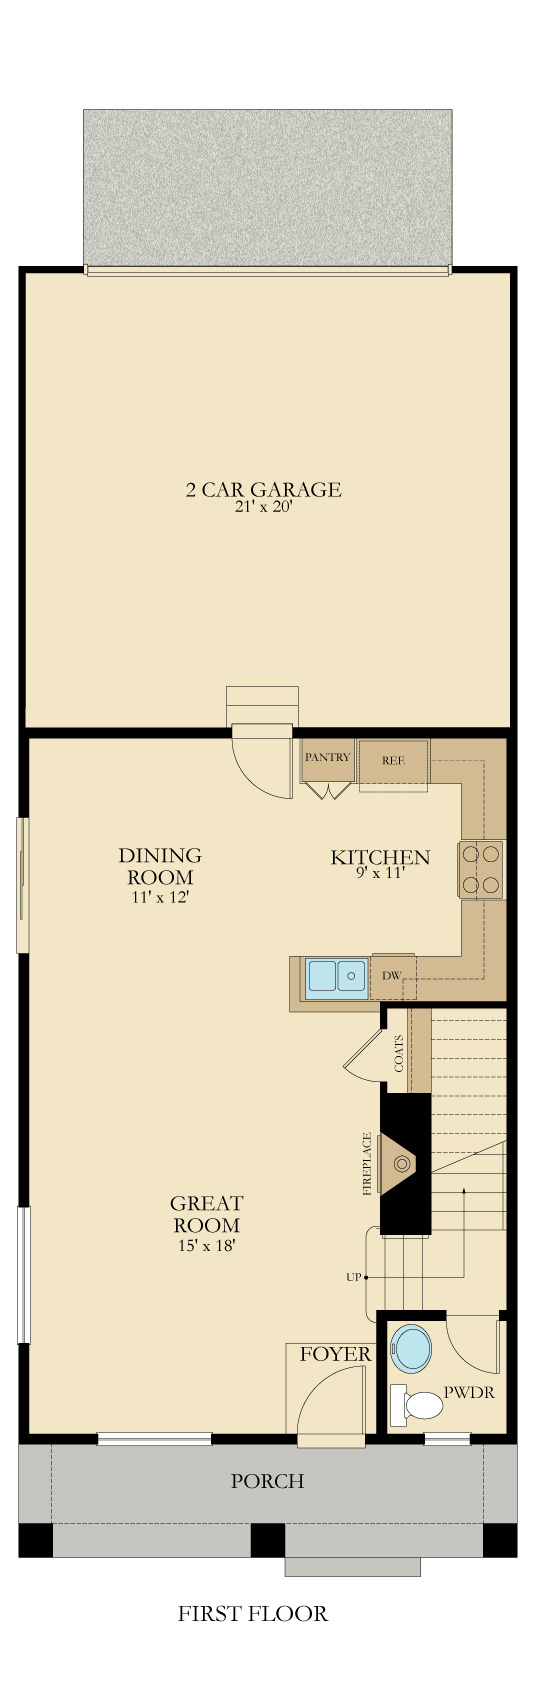 2 CAR GARAGE
21' x 20'
PANTRY
REF.
DINING
ROOM
11' x 12'
KITCHEN
9' x 11'
DW
COATS
FIREPLACE
GREAT
ROOM
15' x 18'
UP
FOYER
PWDR
PORCH
FIRST FLOOR